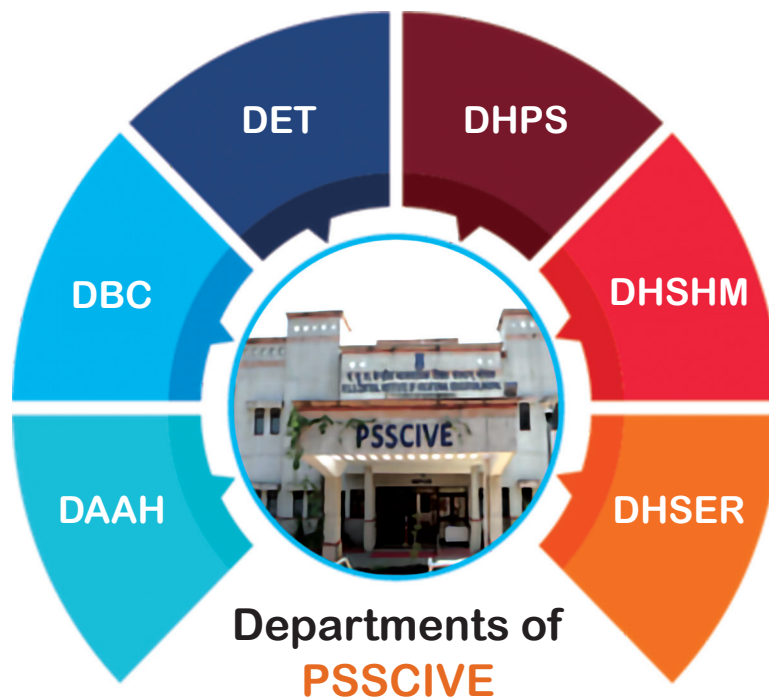 DET
DHPS
DBC
DHSHM
DAAH
DHSER
PSSCIVE
Departments of
PSSCIVE